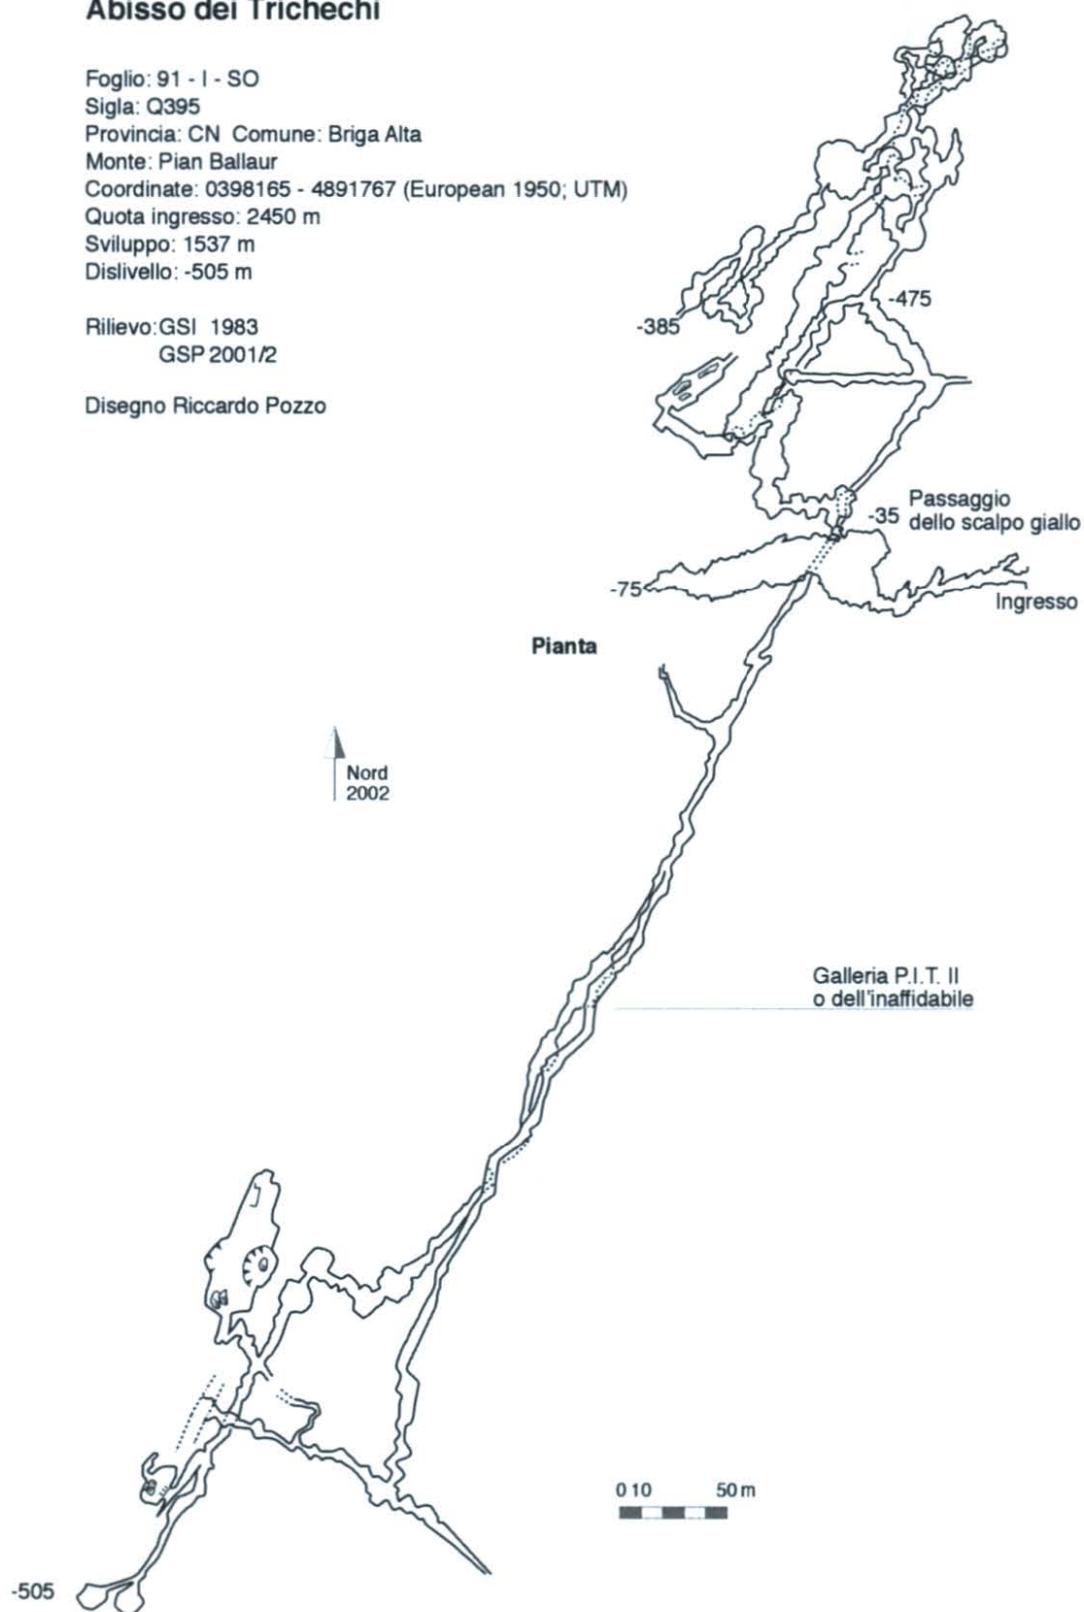 Abisso dei Trichechi
Foglio: 91 - I - SO
Sigla: Q395
Provincia: CN Comune: Briga Alta
Monte: Pian Ballaur
Coordinate: 0398165 - 4891767 (European 1950; UTM)
Quota ingresso: 2450 m
Sviluppo: 1537 m
Dislivello: -505 m
Rilievo: GSI 1983
GSP 2001/2
Disegno Riccardo Pozzo
-475
-385
Passaggio
-35 dello scalpo giallo
-75
Ingresso
Pianta
Nord
2002
Galleria P.I.T. II
o dell'inaffidabile
0 10 50 m
-505